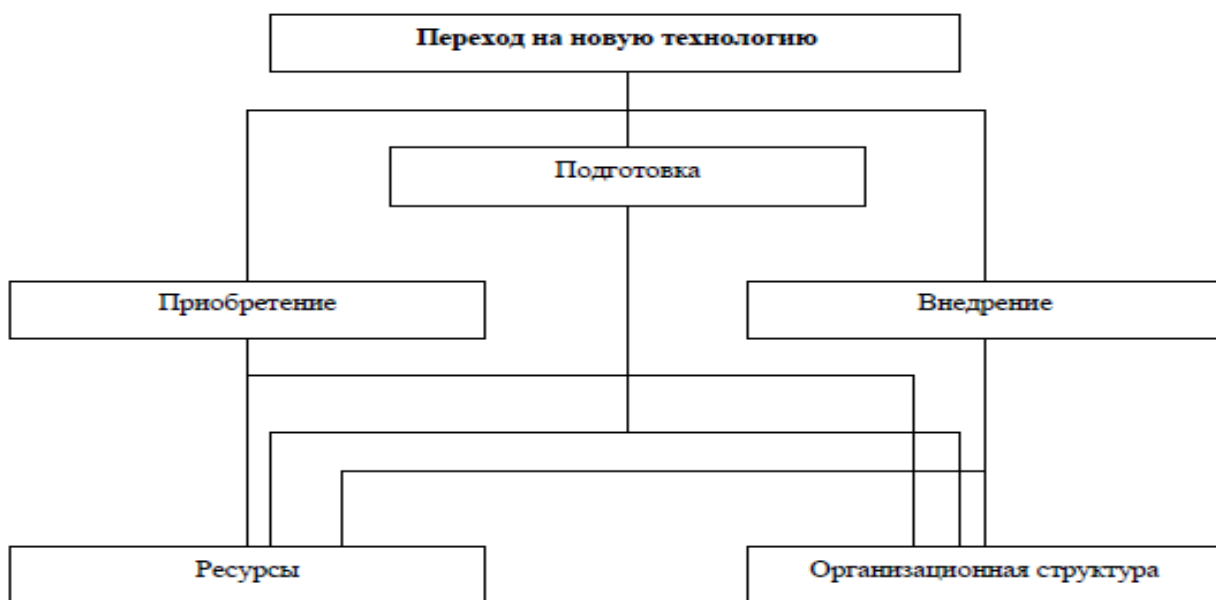 Переход на новую технологию
Подготовка
Приобретение
Внедрение
Ресурсы
Организационная структура